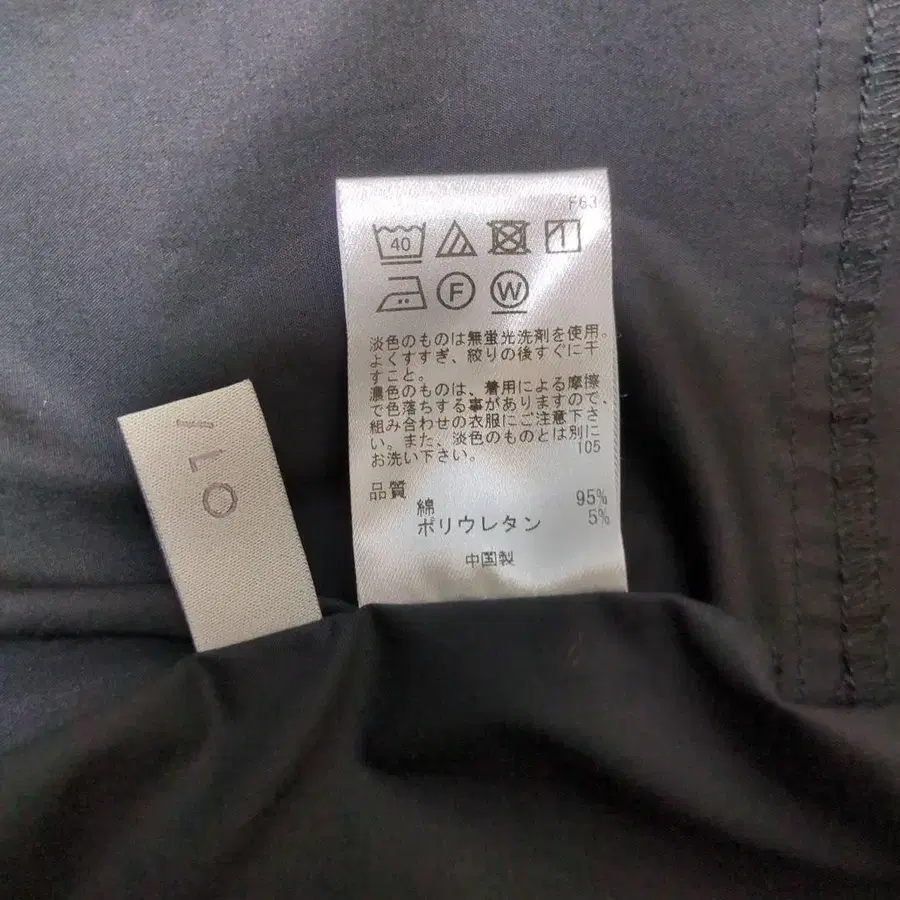 F63
40
F
W
淡色のものは無蛍光洗剤を使用。
よくすすぎ、絞りの後すぐに干
すこと。
濃色のものは、着用による摩擦
で色落ちする事がありますので、
組み合わせの衣服にご注意下さ
い。また、淡色のものとは別に
お洗い下さい。
105
品質
綿 95%
ポリウレタン 5%
中国製